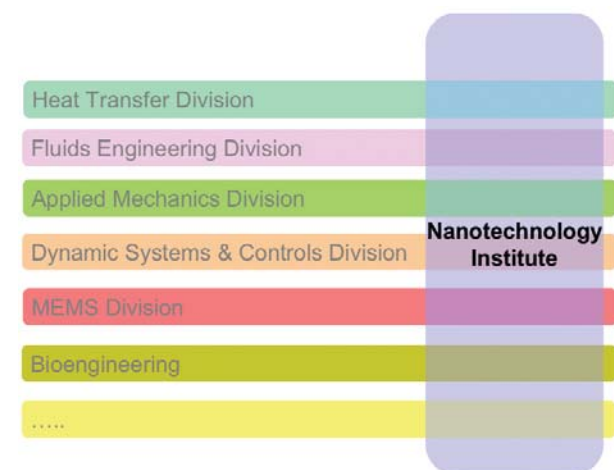 Heat Transfer Division
Fluids Engineering Division
Applied Mechanics Division
Nanotechnology
Institute
Dynamic Systems & Controls Division
MEMS Division
Bioengineering
.....